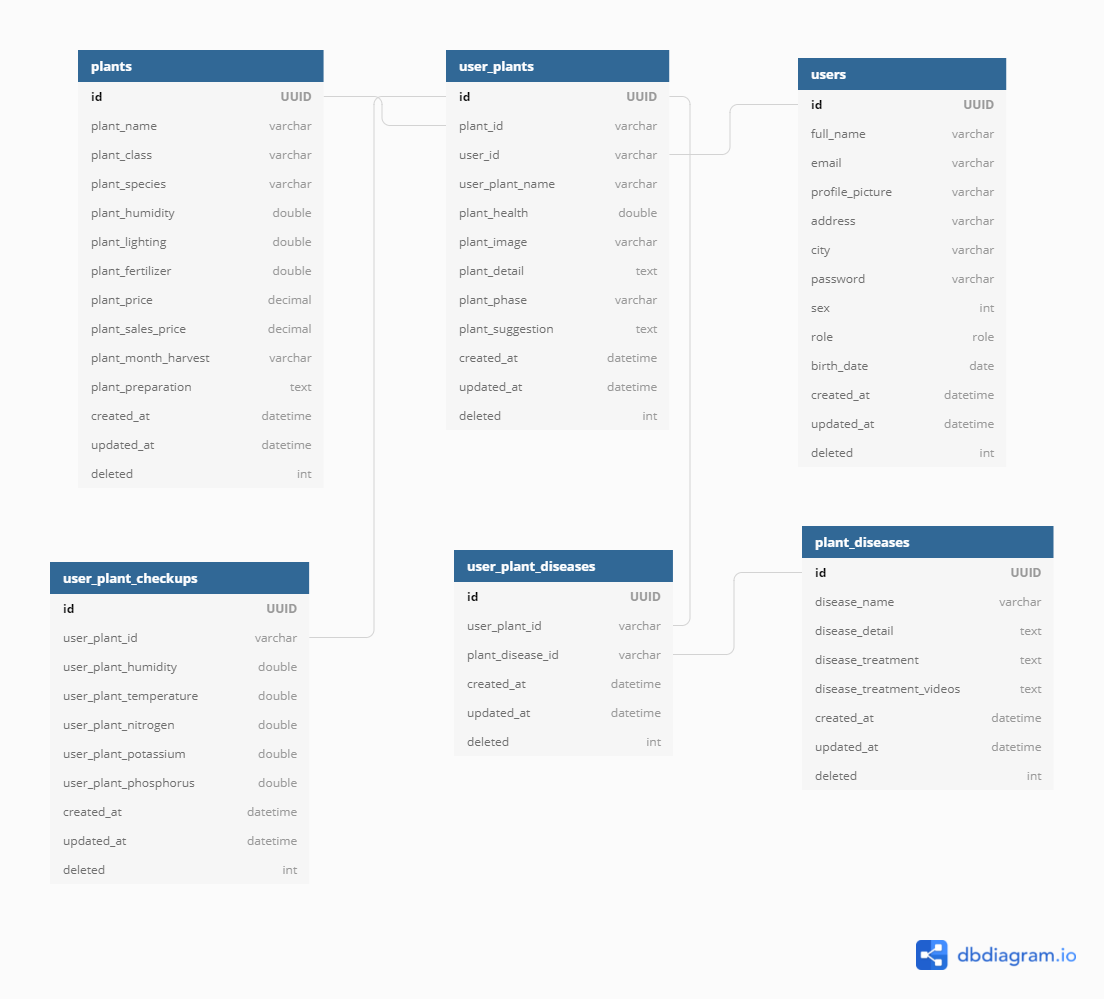 plants
id UUID
plant_name varchar
plant_class varchar
plant_species varchar
plant_humidity double
plant_lighting double
plant_fertilizer double
plant_price decimal
plant_sales_price decimal
plant_month_harvest varchar
plant_preparation text
created_at datetime
updated_at datetime
deleted int
user_plants
id UUID
plant_id varchar
user_id varchar
user_plant_name varchar
plant_health double
plant_image varchar
plant_detail text
plant_phase varchar
plant_suggestion text
created_at datetime
updated_at datetime
deleted int
users
id UUID
full_name varchar
email varchar
profile_picture varchar
address varchar
city varchar
password varchar
sex int
role role
birth_date date
created_at datetime
updated_at datetime
deleted int
user_plant_checkups
id UUID
user_plant_id varchar
user_plant_humidity double
user_plant_temperature double
user_plant_nitrogen double
user_plant_potassium double
user_plant_phosphorus double
created_at datetime
updated_at datetime
deleted int
user_plant_diseases
id UUID
user_plant_id varchar
plant_disease_id varchar
created_at datetime
updated_at datetime
deleted int
plant_diseases
id UUID
disease_name varchar
disease_detail text
disease_treatment text
disease_treatment_videos text
created_at datetime
updated_at datetime
deleted int
dbdiagram.io